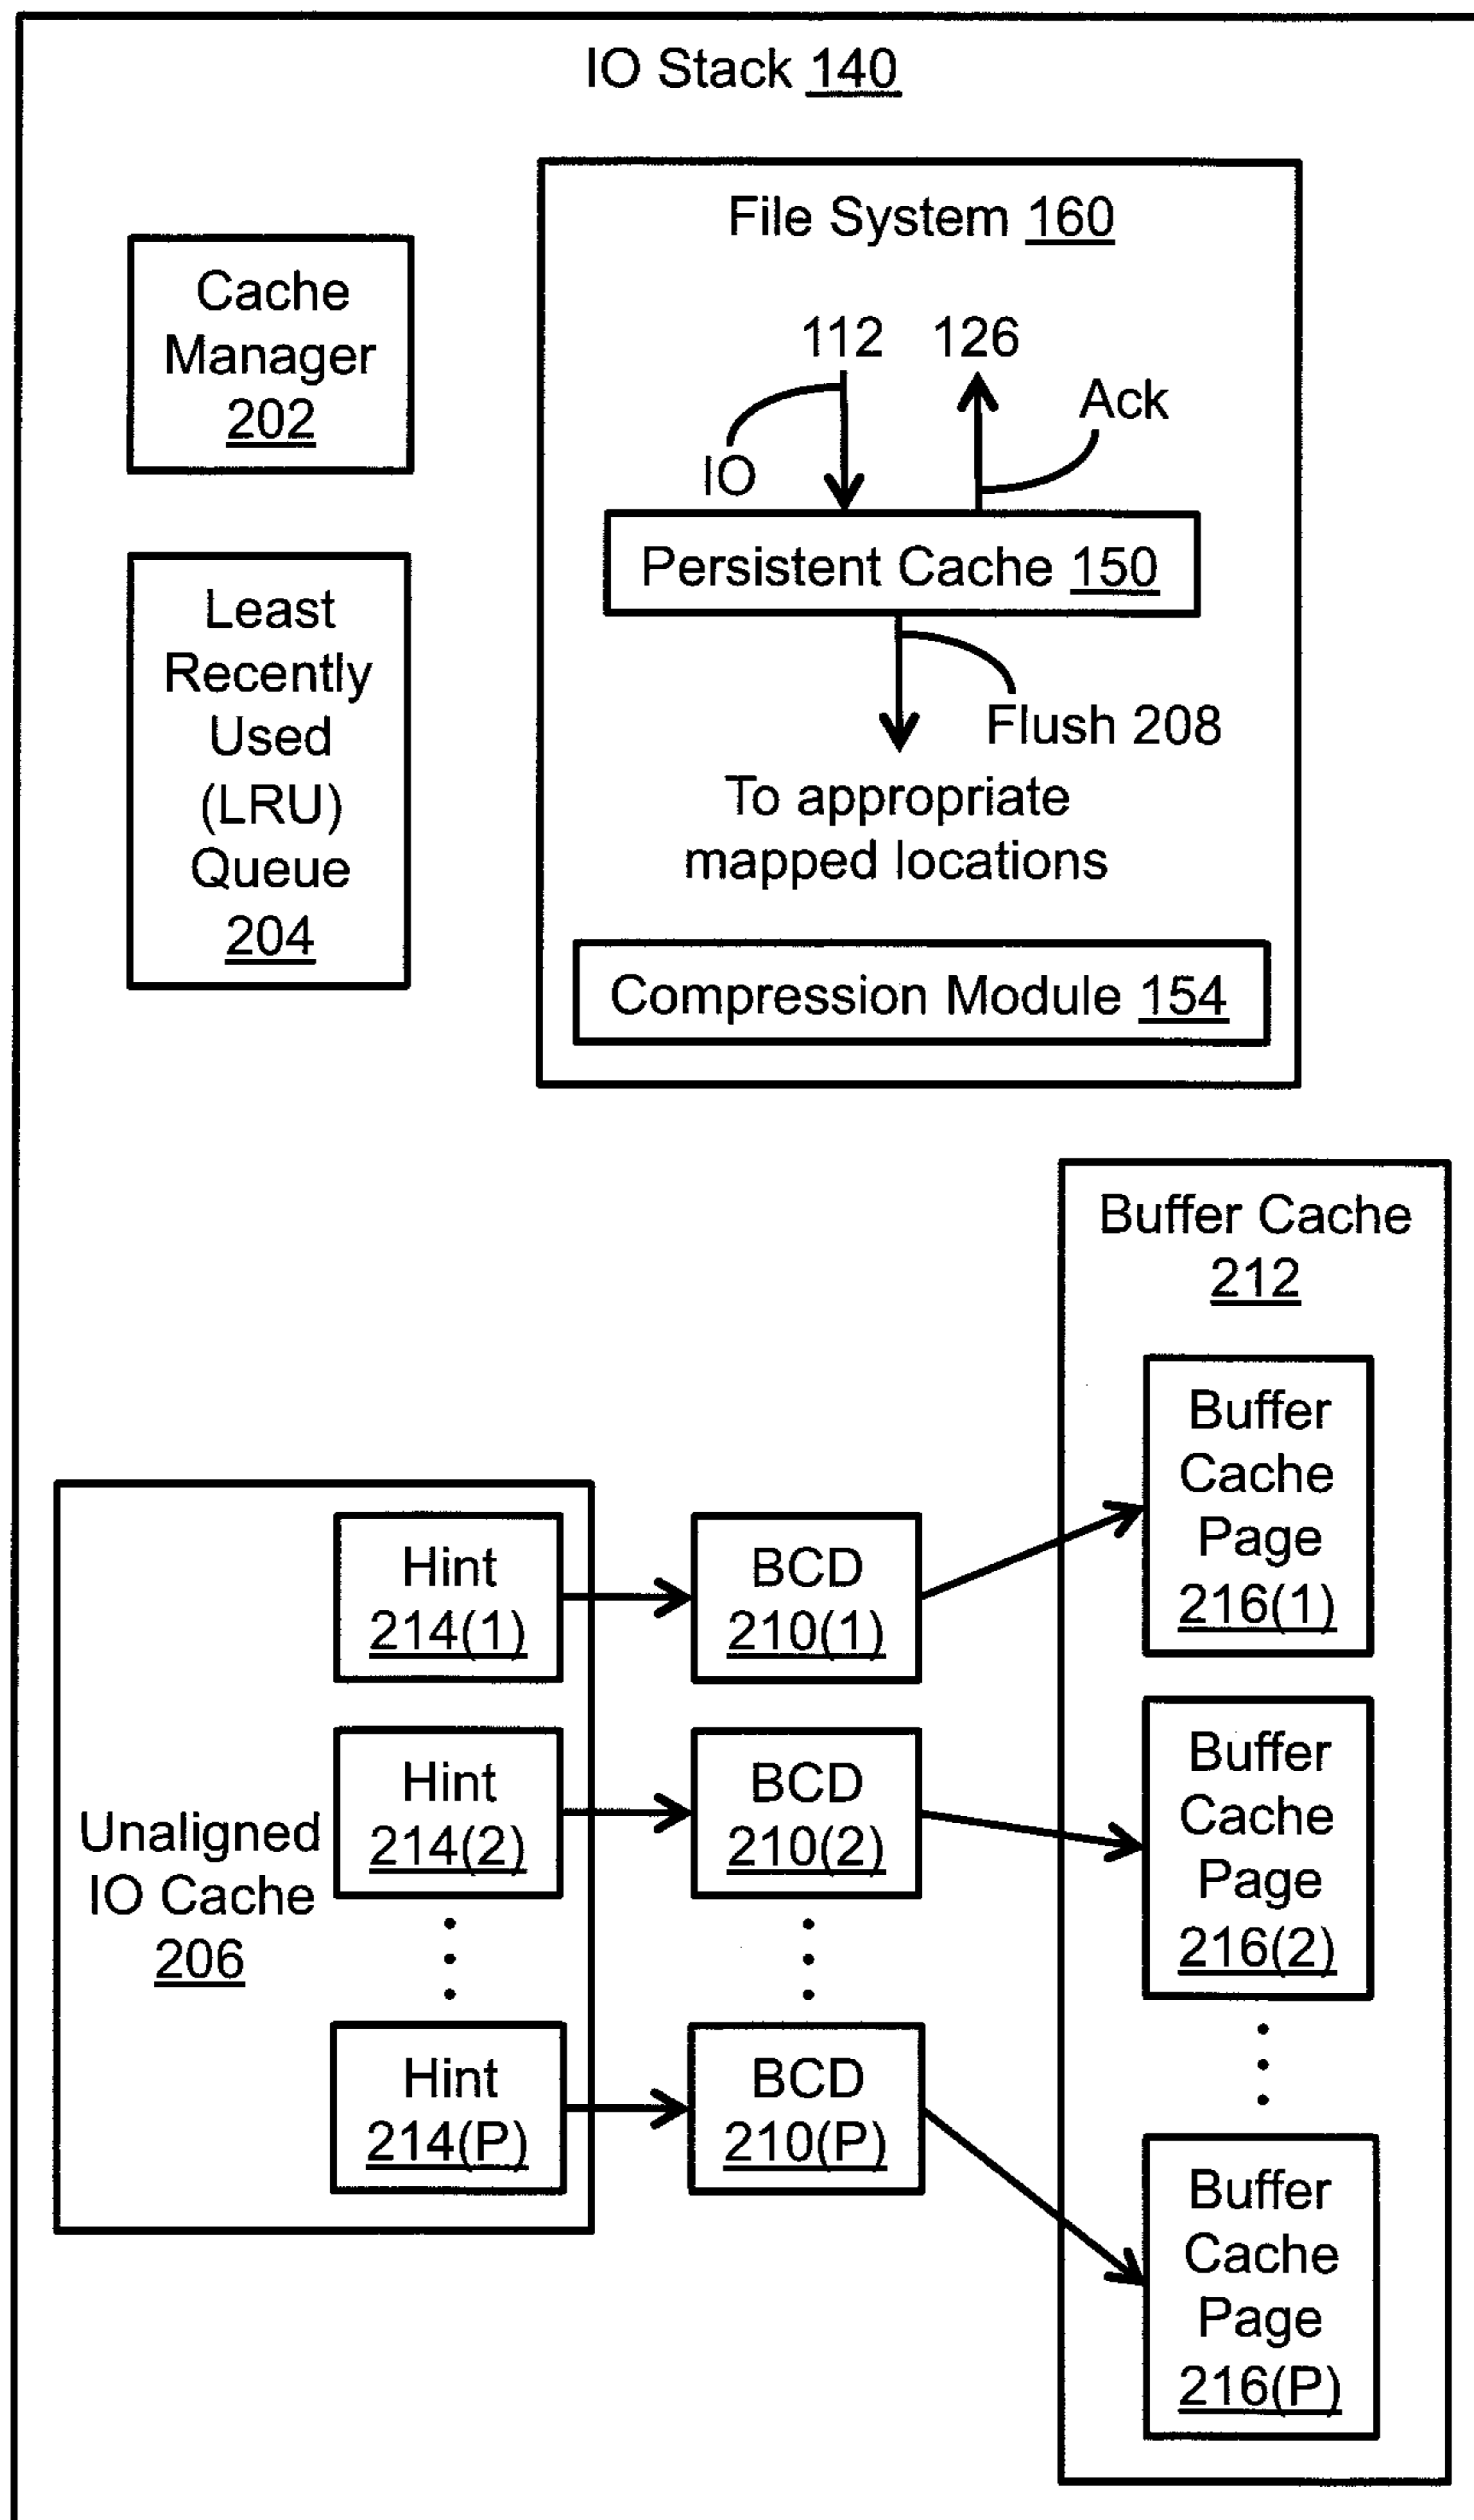 IO Stack 140
File System 160
Cache
Manager
202
112
126
Ack
IO
Persistent Cache 150
Least
Recently
Used
(LRU)
Queue
204
Flush 208
To appropriate
mapped locations
Compression Module 154
Buffer Cache
212
Buffer
Cache
Page
216(1)
Hint
214(1)
BCD
210(1)
Hint
214(2)
BCD
210(2)
Buffer
Cache
Page
216(2)
Unaligned
IO Cache
206
Hint
214(P)
BCD
210(P)
Buffer
Cache
Page
216(P)